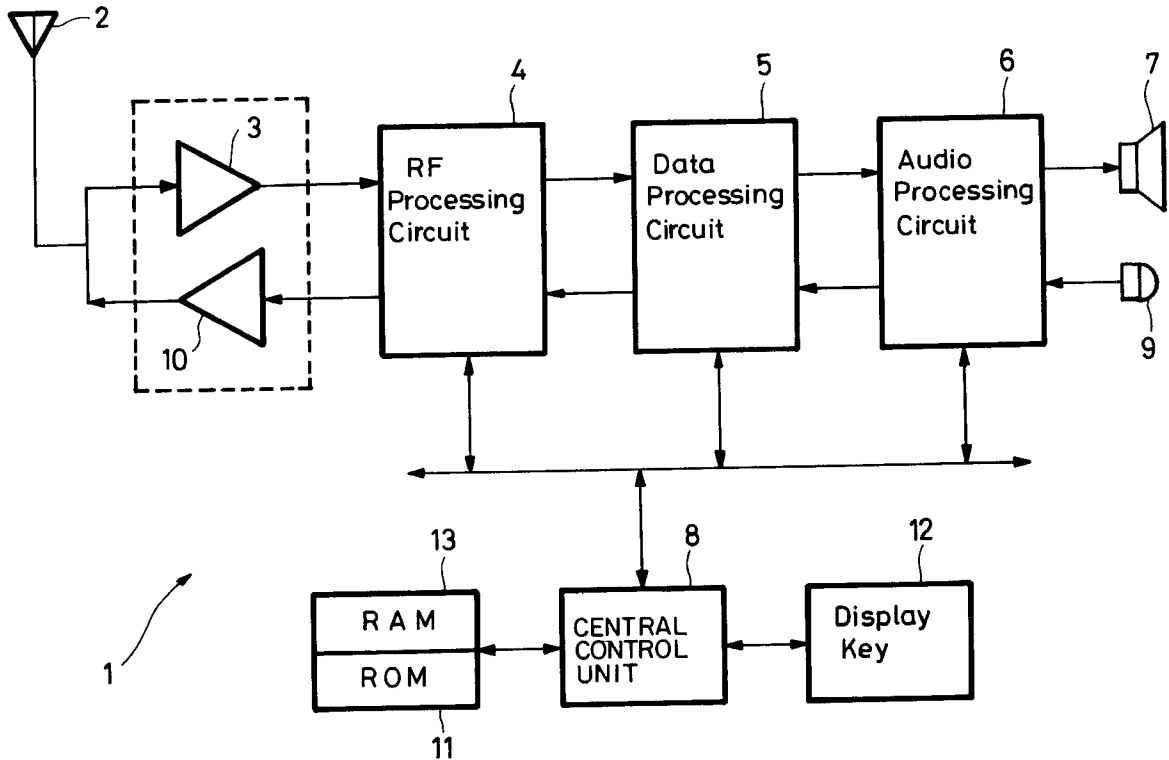 2
4
5
6
7
3
RF
Processing
Circuit
Data
Processing
Circuit
Audio
Processing
Circuit
10
9
13
8
12
RAM
ROM
CENTRAL
CONTROL
UNIT
Display
Key
1
11